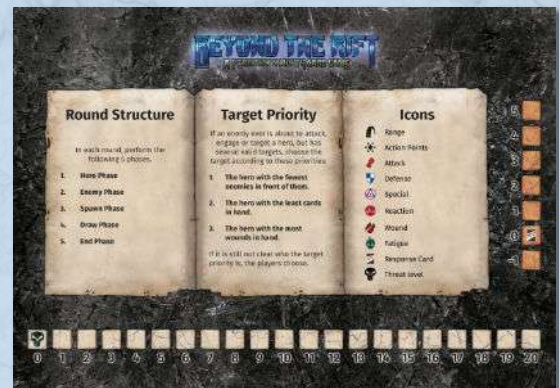 BEYOND THE RIFT
A PERDITION'S MOUTH CARD GAME
Round Structure
In each round, perform the
following 5 phases.
1. Hero Phase
2. Enemy Phase
3. Spawn Phase
4. Draw Phase
5. End Phase
Target Priority
If an enemy ever is about to attack,
engage or target a hero, but has
several valid targets, choose the
target according to these priorities
1. The hero with the fewest
enemies in front of them.
2. The hero with the least cards
in hand.
3. The hero with the most
wounds in hand.
If it is still not clear who the target
priority is, the players choose.
Icons
Range
Action Points
Attack
Defense
Special
Reaction
Wound
Fatigue
Response Card
Threat level
5
4
3
2
1
0
-1
0 1 2 3 4 5 6 7 8 9 10 11 12 13 14 15 16 17 18 19 20